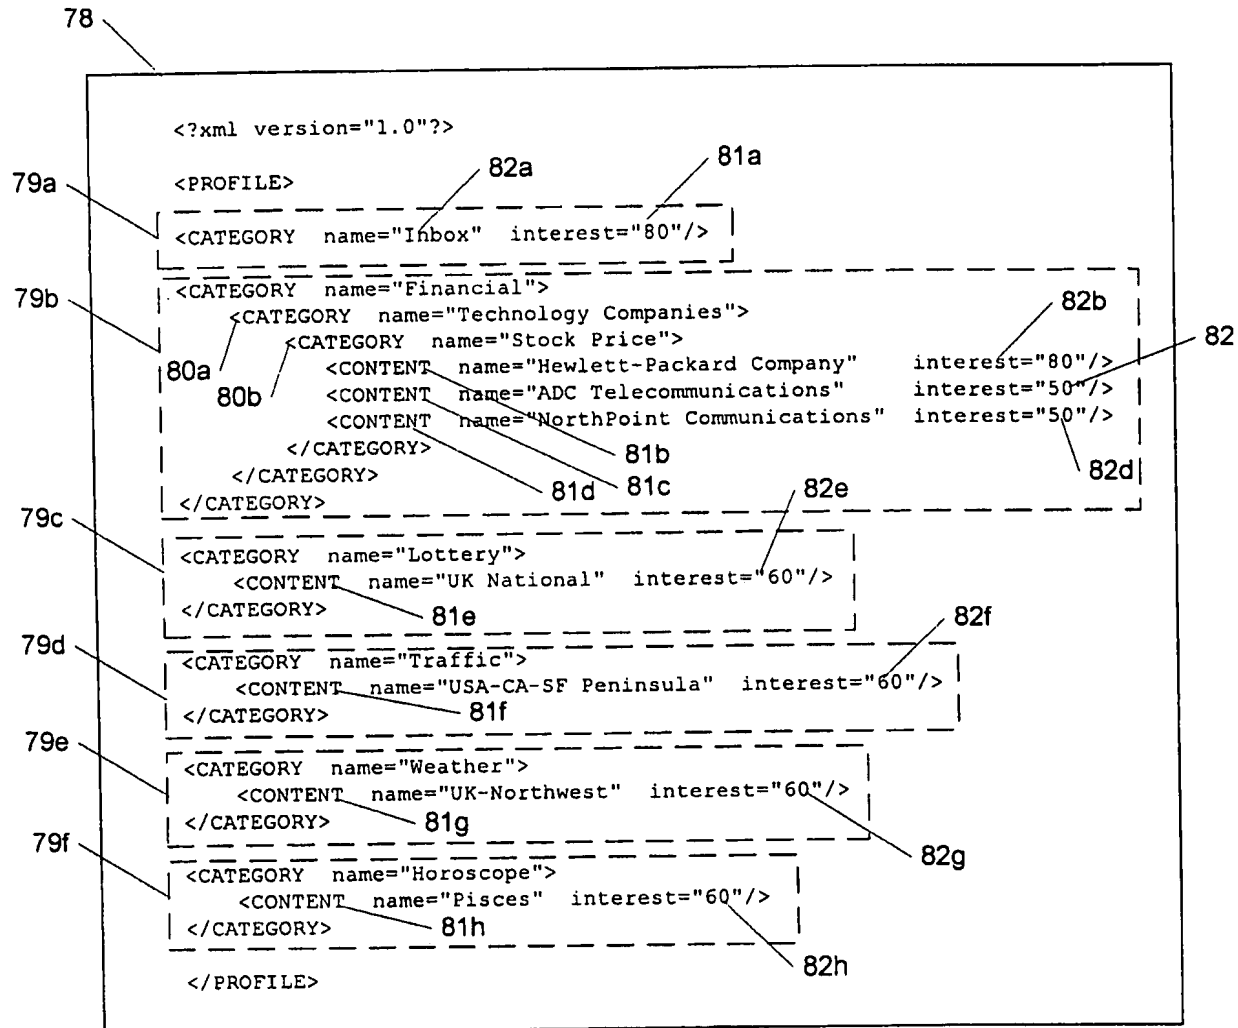 78
<?xml version="1.0"?>
82a 81a
79a <PROFILE>
<CATEGORY name="Inbox" interest="80"/>
79b <CATEGORY name="Financial">
<CATEGORY name="Technology Companies"> 82b
80a <CATEGORY name="Stock Price"> 82
80b <CONTENT name="Hewlett-Packard Company" interest="80"/>
<CONTENT name="ADC Telecommunications" interest="50"/>
<CONTENT name="NorthPoint Communications" interest="50"/>
</CATEGORY> 81b
</CATEGORY> 81d 81c 82d
</CATEGORY> 82e
79c
<CATEGORY name="Lottery">
<CONTENT name="UK National" interest="60"/>
</CATEGORY> 81e 82f
79d
<CATEGORY name="Traffic">
<CONTENT name="USA-CA-SF Peninsula" interest="60"/>
</CATEGORY> 81f
79e
<CATEGORY name="Weather">
<CONTENT name="UK-Northwest" interest="60"/>
</CATEGORY> 81g
79f 82g
<CATEGORY name="Horoscope">
<CONTENT name="Pisces" interest="60"/>
</CATEGORY> 81h
82h
</PROFILE>